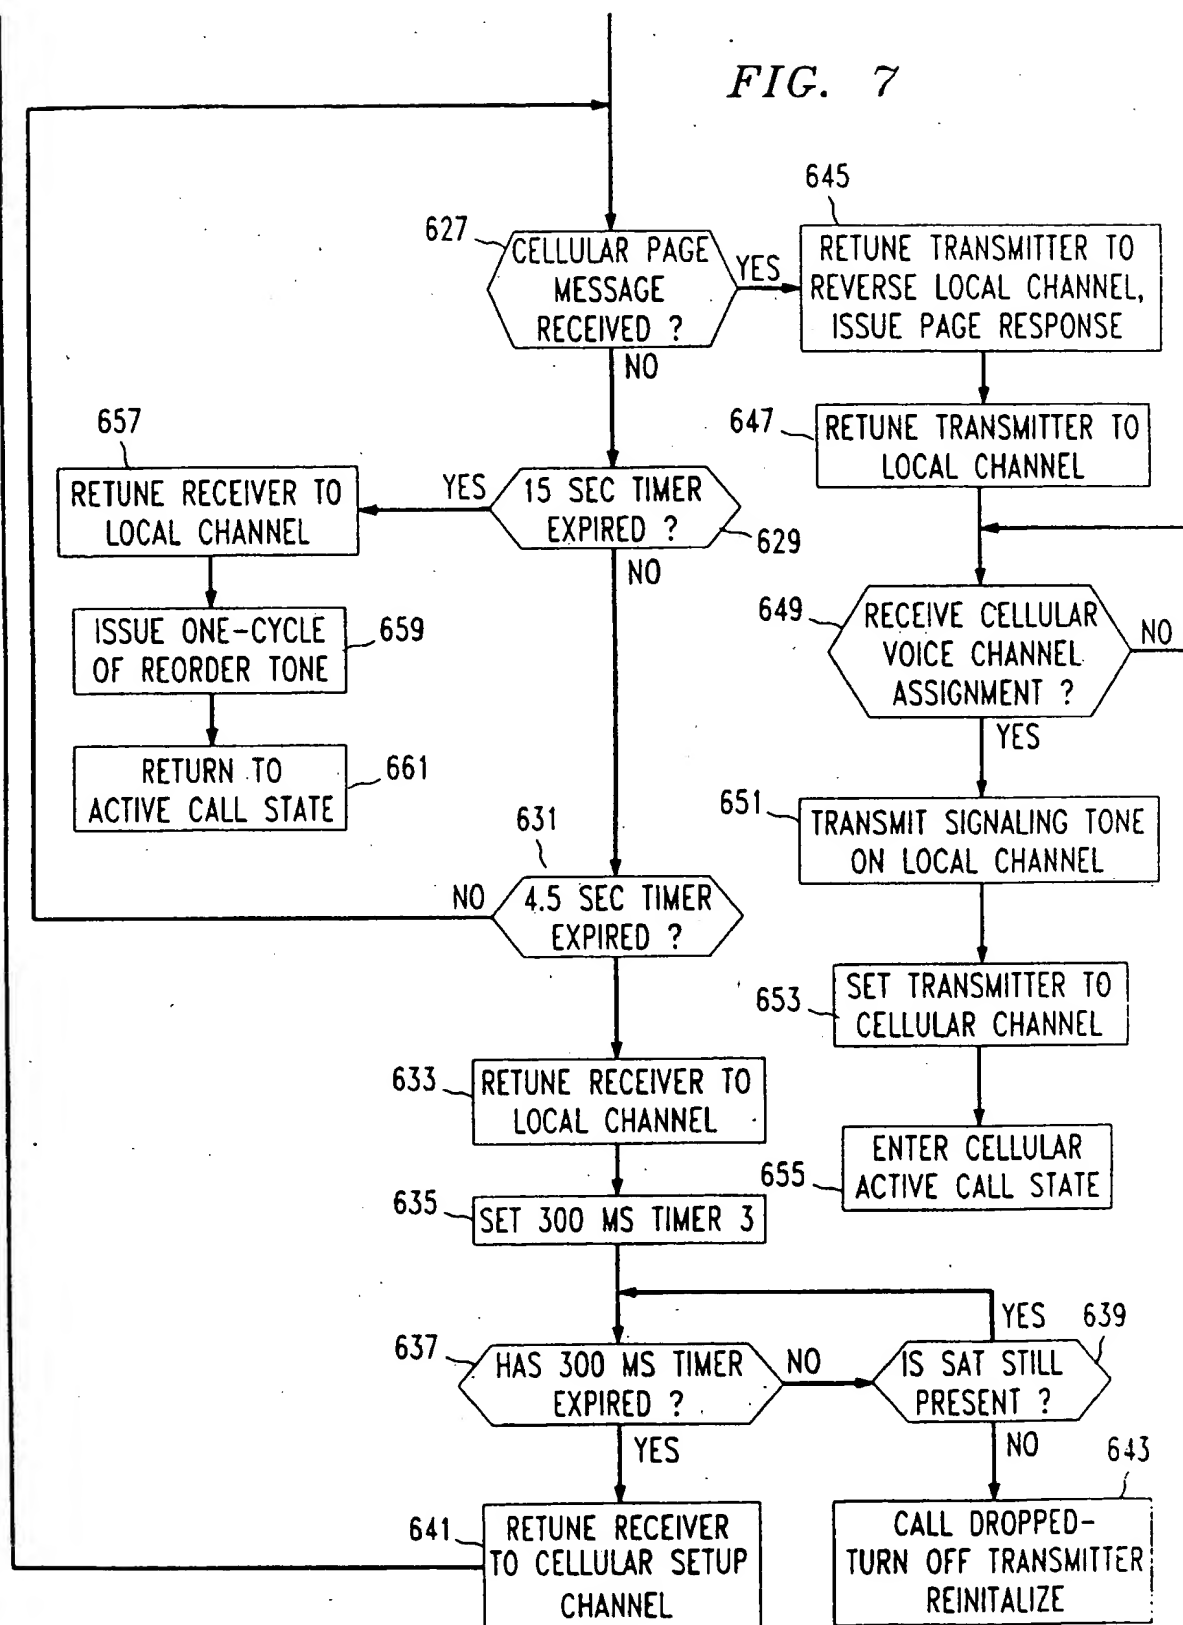 FIG. 7
645
627
CELLULAR PAGE
MESSAGE
RECEIVED ?
YES
RETUNE TRANSMITTER TO
REVERSE LOCAL CHANNEL,
ISSUE PAGE RESPONSE
NO
657
647
RETUNE TRANSMITTER TO
LOCAL CHANNEL
RETUNE RECEIVER TO
LOCAL CHANNEL
YES
15 SEC TIMER
EXPIRED ?
629
NO
649
RECEIVE CELLULAR
VOICE CHANNEL
ASSIGNMENT ?
NO
ISSUE ONE-CYCLE
OF REORDER TONE
659
YES
RETURN TO
ACTIVE CALL STATE
661
651
TRANSMIT SIGNALING TONE
ON LOCAL CHANNEL
631
NO
4.5 SEC TIMER
EXPIRED ?
653
SET TRANSMITTER TO
CELLULAR CHANNEL
633
RETUNE RECEIVER TO
LOCAL CHANNEL
655
ENTER CELLULAR
ACTIVE CALL STATE
635
SET 300 MS TIMER 3
YES
639
637
HAS 300 MS TIMER
EXPIRED ?
NO
IS SAT STILL
PRESENT ?
YES
NO
643
641
RETUNE RECEIVER
TO CELLULAR SETUP
CHANNEL
CALL DROPPED-
TURN OFF TRANSMITTER
REINITALIZE